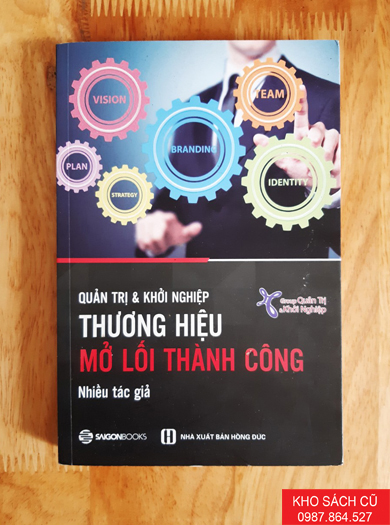 VISION
TEAM
BRANDING
PLAN
STRATEGY
IDENTITY
QUẢN TRỊ & KHỞI NGHIỆP
Group Quản Trị
& Khởi Nghiệp
THƯƠNG HIỆU
MỞ LỐI THÀNH CÔNG
Nhiều tác giả
SAIGONBOOKS
NHÀ XUẤT BẢN HỒNG ĐỨC
KHO SÁCH CŨ
0987.864.527